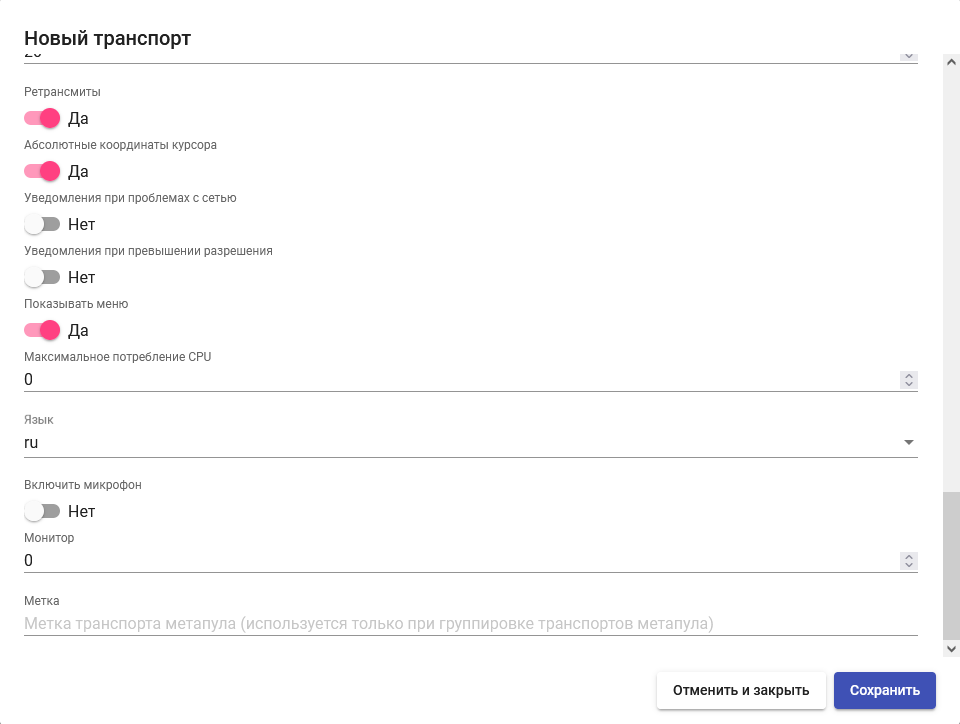 Новый транспорт
Ретрансмиты
Да
Абсолютные координаты курсора
Да
Уведомления при проблемах с сетью
Нет
Уведомления при превышении разрешения
Нет
Показывать меню
Да
Максимальное потребление CPU
0
Язык
ru
Включить микрофон
Нет
Монитор
0
Метка
Метка транспорта метапула (используется только при группировке транспортов метапула)
Отменить и закрыть
Сохранить